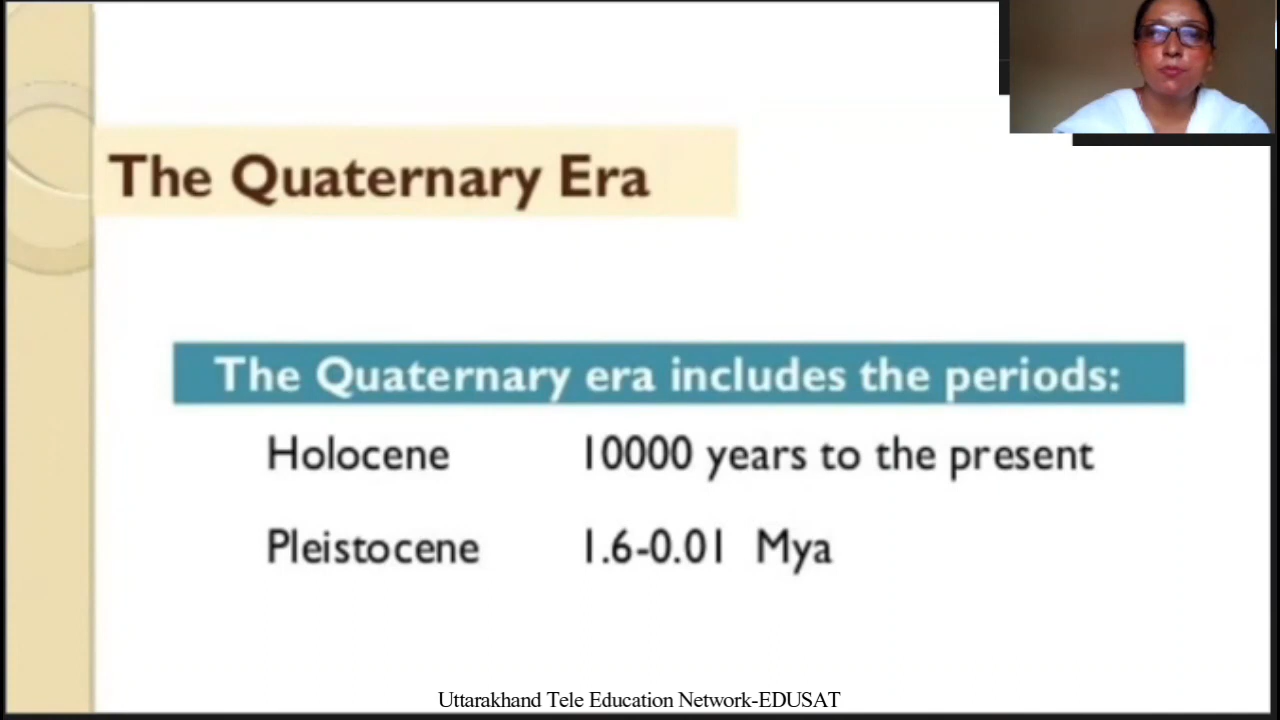 The Quaternary Era
The Quaternary era includes the periods:
Holocene 10000 years to the present
Pleistocene 1.6-0.01 Mya
Uttarakhand Tele Education Network-EDUSAT